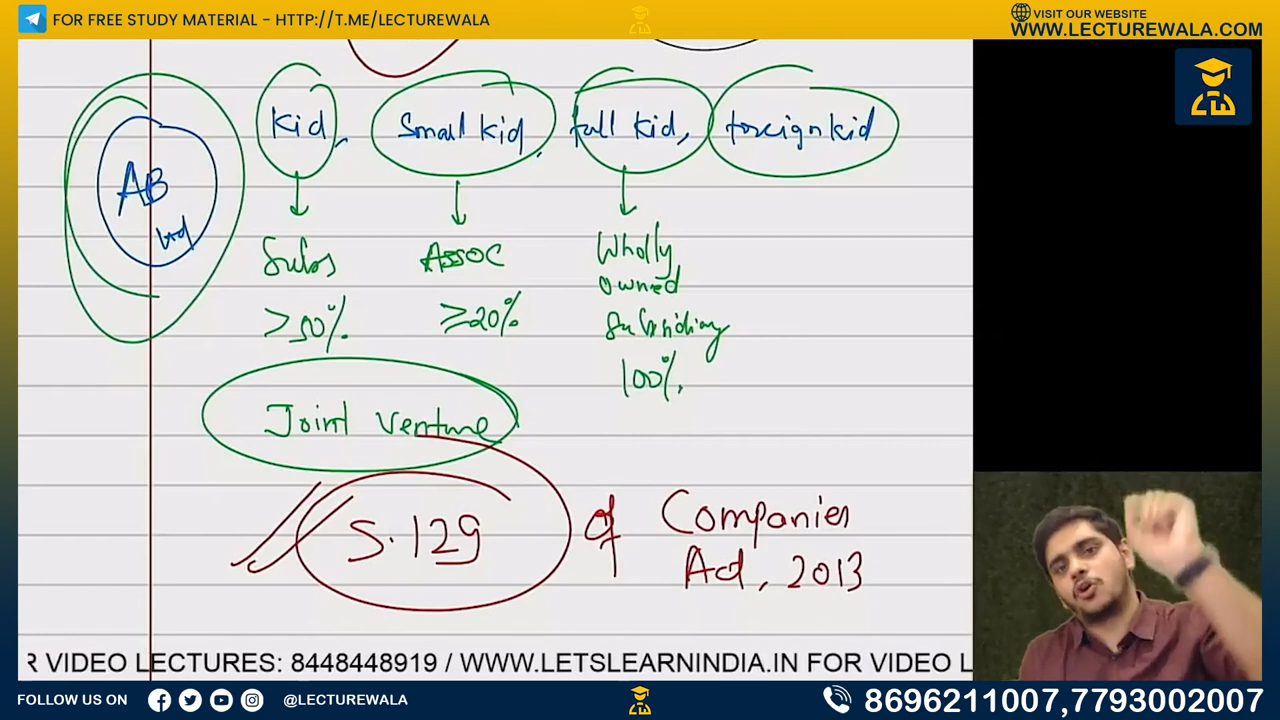 FOR FREE STUDY MATERIAL - HTTP://T.ME/LECTUREWALA
VISIT OUR WEBSITE
WWW.LECTUREWALA.COM
Kid, Small kid, tall kid, foreign kid
AB
Ltd
Subs
>50%
Assoc
≥20%
Wholly
owned
Subsidiary
100%
Joint Venture
S.129 of Companies
Act, 2013
R VIDEO LECTURES: 8448448919 / WWW.LETSLEARNINDIA.IN FOR VIDEO L
FOLLOW US ON
@LECTUREWALA
8696211007,7793002007